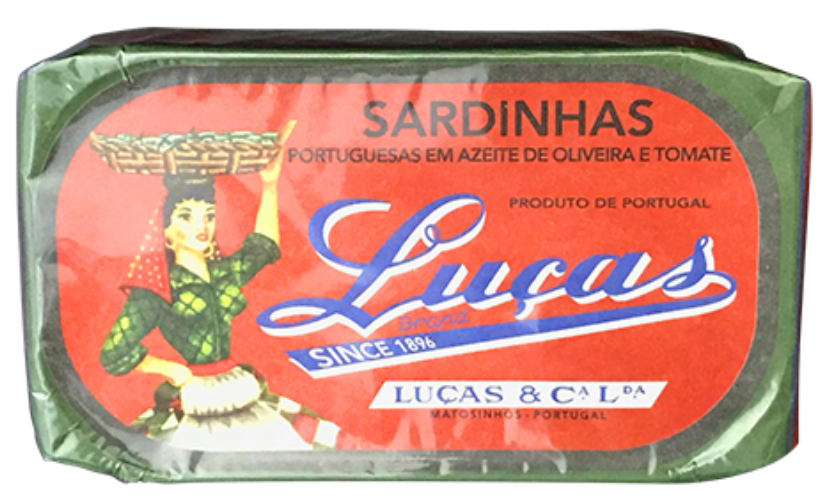 SARDINHAS
PORTUGUESAS EM AZEITE DE OLIVEIRA E TOMATE
PRODUTO DE PORTUGAL
Luças
Brand
SINCE 1896
LUÇAS & Cᴬ Lᴰᴬ
MATOSINHOS - PORTUGAL